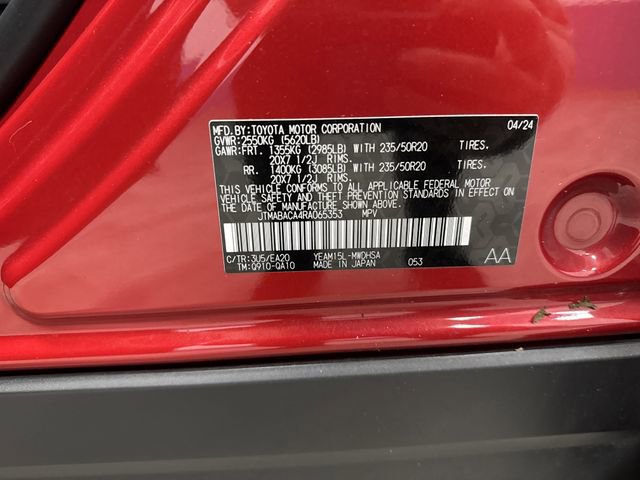 MFD.BY:TOYOTA MOTOR CORPORATION 04/24
GVWR:2550KG (5620LB)
GAWR:FRT. 1355KG (2985LB) WITH 235/50R20 TIRES.
20X7 1/2J RIMS.
RR. 1400KG (3085LB) WITH 235/50R20 TIRES.
20X7 1/2J RIMS.
THIS VEHICLE CONFORMS TO ALL APPLICABLE FEDERAL MOTOR
VEHICLE SAFETY AND THEFT PREVENTION STANDARDS IN EFFECT
ON THE DATE OF MANUFACTURE SHOWN ABOVE.
JTMABACA4RA065353 MPV
C/TR:3U5/EA20 YEAM15L-MWDHSA
TM:Q910-QA10 MADE IN JAPAN 053 AA